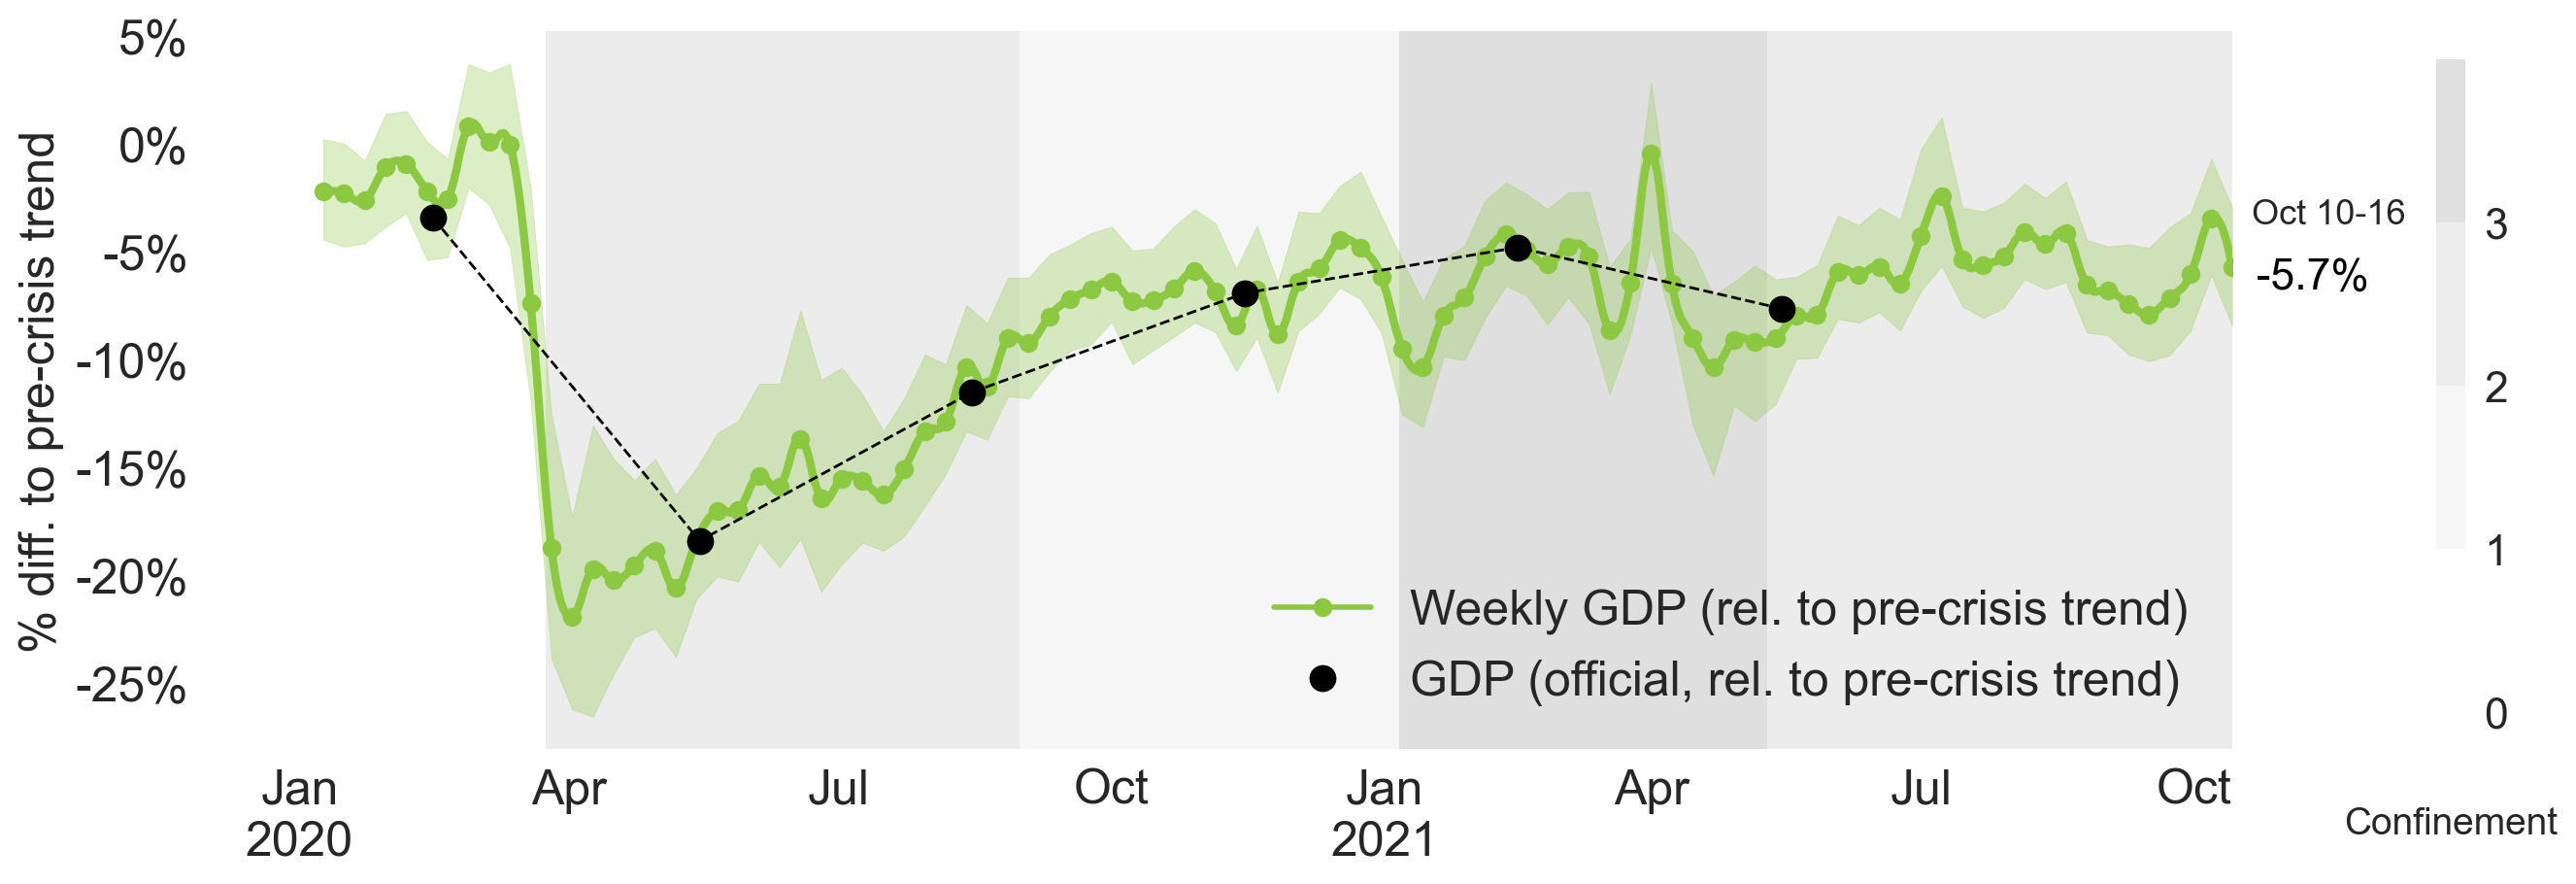 % diff. to pre-crisis trend
5%
0%
-5%
-10%
-15%
-20%
-25%
Jan
2020
Apr
Jul
Oct
Jan
2021
Apr
Jul
Oct
Weekly GDP (rel. to pre-crisis trend)
GDP (official, rel. to pre-crisis trend)
Oct 10-16
-5.7%
3
2
1
0
Confinement